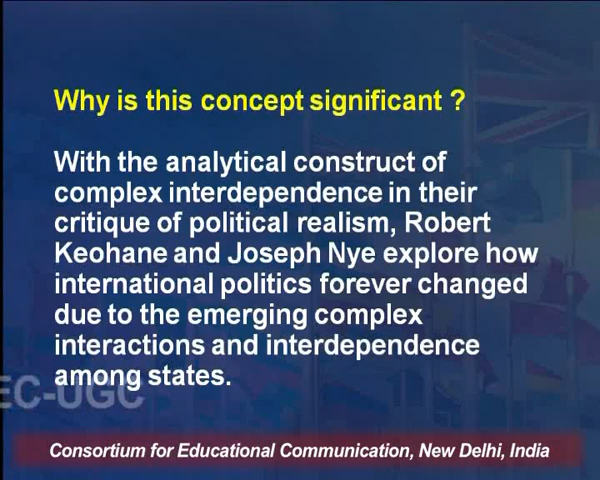 Why is this concept significant ?
With the analytical construct of
complex interdependence in their
critique of political realism, Robert
Keohane and Joseph Nye explore how
international politics forever changed
due to the emerging complex
interactions and interdependence
among states.
EC-UGC
Consortium for Educational Communication, New Delhi, India